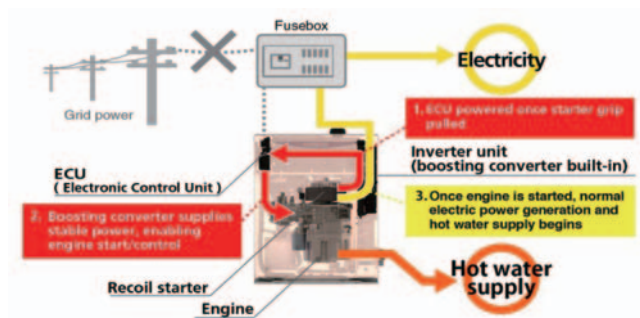 Fusebox
Electricity
Grid power
1. ECU powered once starter grip
pulled
ECU
( Electronic Control Unit )
Inverter unit
(boosting converter built-in)
2. Boosting converter supplies
stable power, enabling
engine start/control
3. Once engine is started, normal
electric power generation and
hot water supply begins
Recoil starter
Engine
Hot water
supply